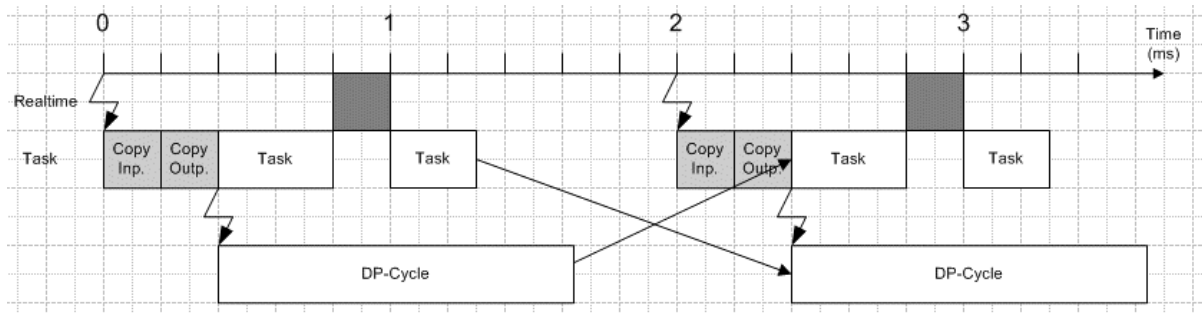 0 1 2 3
Time
(ms)
Realtime
Task
Copy
Inp.
Copy
Outp.
Task
Task
Copy
Inp.
Copy
Outp.
Task
Task
DP-Cycle
DP-Cycle